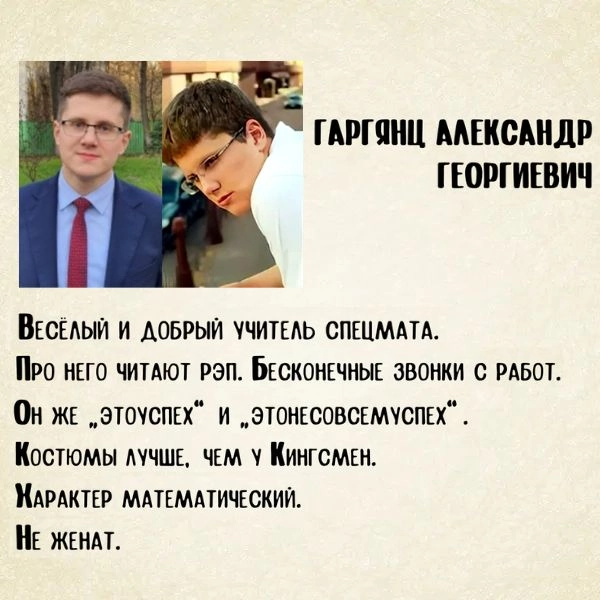 ГАРГЯНЦ АЛЕКСАНДР
ГЕОРГИЕВИЧ
Весёлый и добрый учитель спецмата.
Про него читают рэп. Бесконечные звонки с работ.
Он же „этоуспех“ и „этонесовсемуспех“.
Костюмы лучше, чем у Кингсмен.
Характер математический.
Не женат.